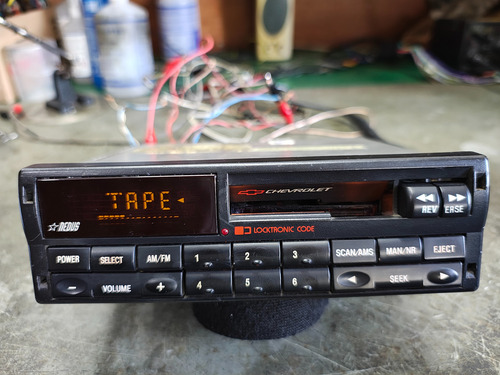 TAPE
CHEVROLET
REV ERSE
NEDUS
LOCKTRONIC CODE
POWER SELECT AM/FM 1 2 3 SCAN/AMS MAN/NR EJECT
- VOLUME + 4 5 6 SEEK